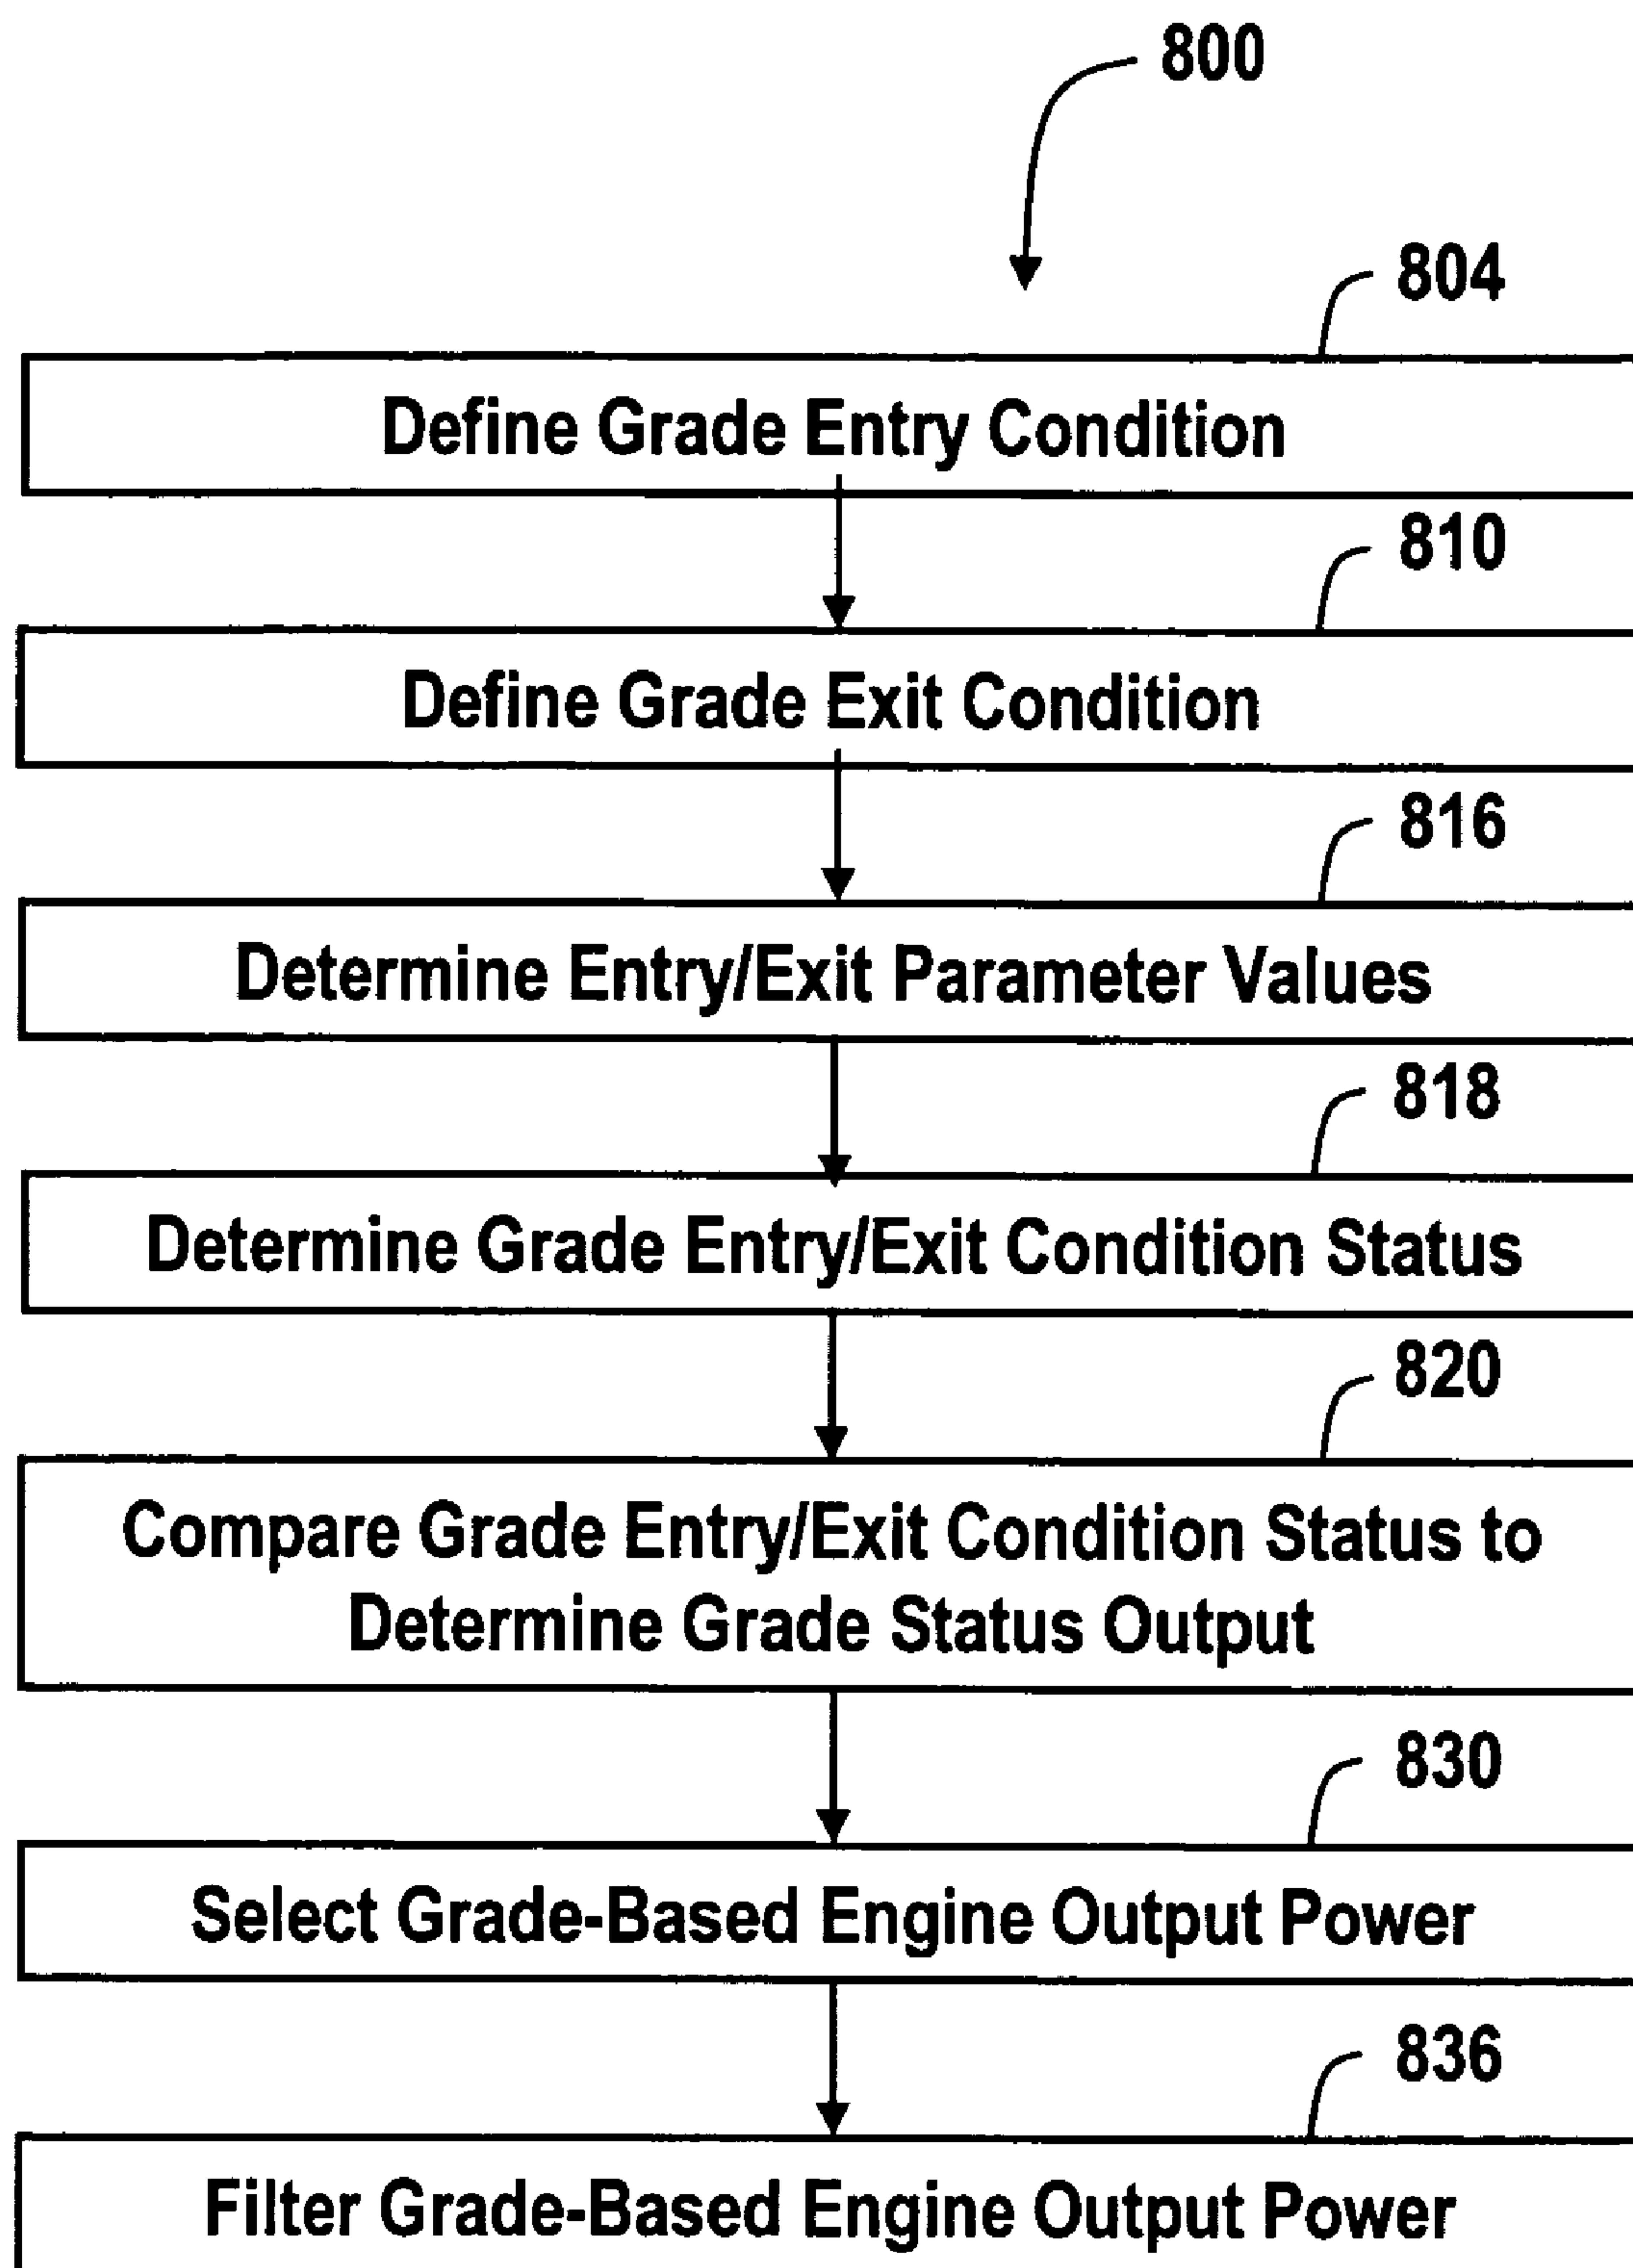 800
804
Define Grade Entry Condition
810
Define Grade Exit Condition
816
Determine Entry/Exit Parameter Values
818
Determine Grade Entry/Exit Condition Status
820
Compare Grade Entry/Exit Condition Status to
Determine Grade Status Output
830
Select Grade-Based Engine Output Power
836
Filter Grade-Based Engine Output Power